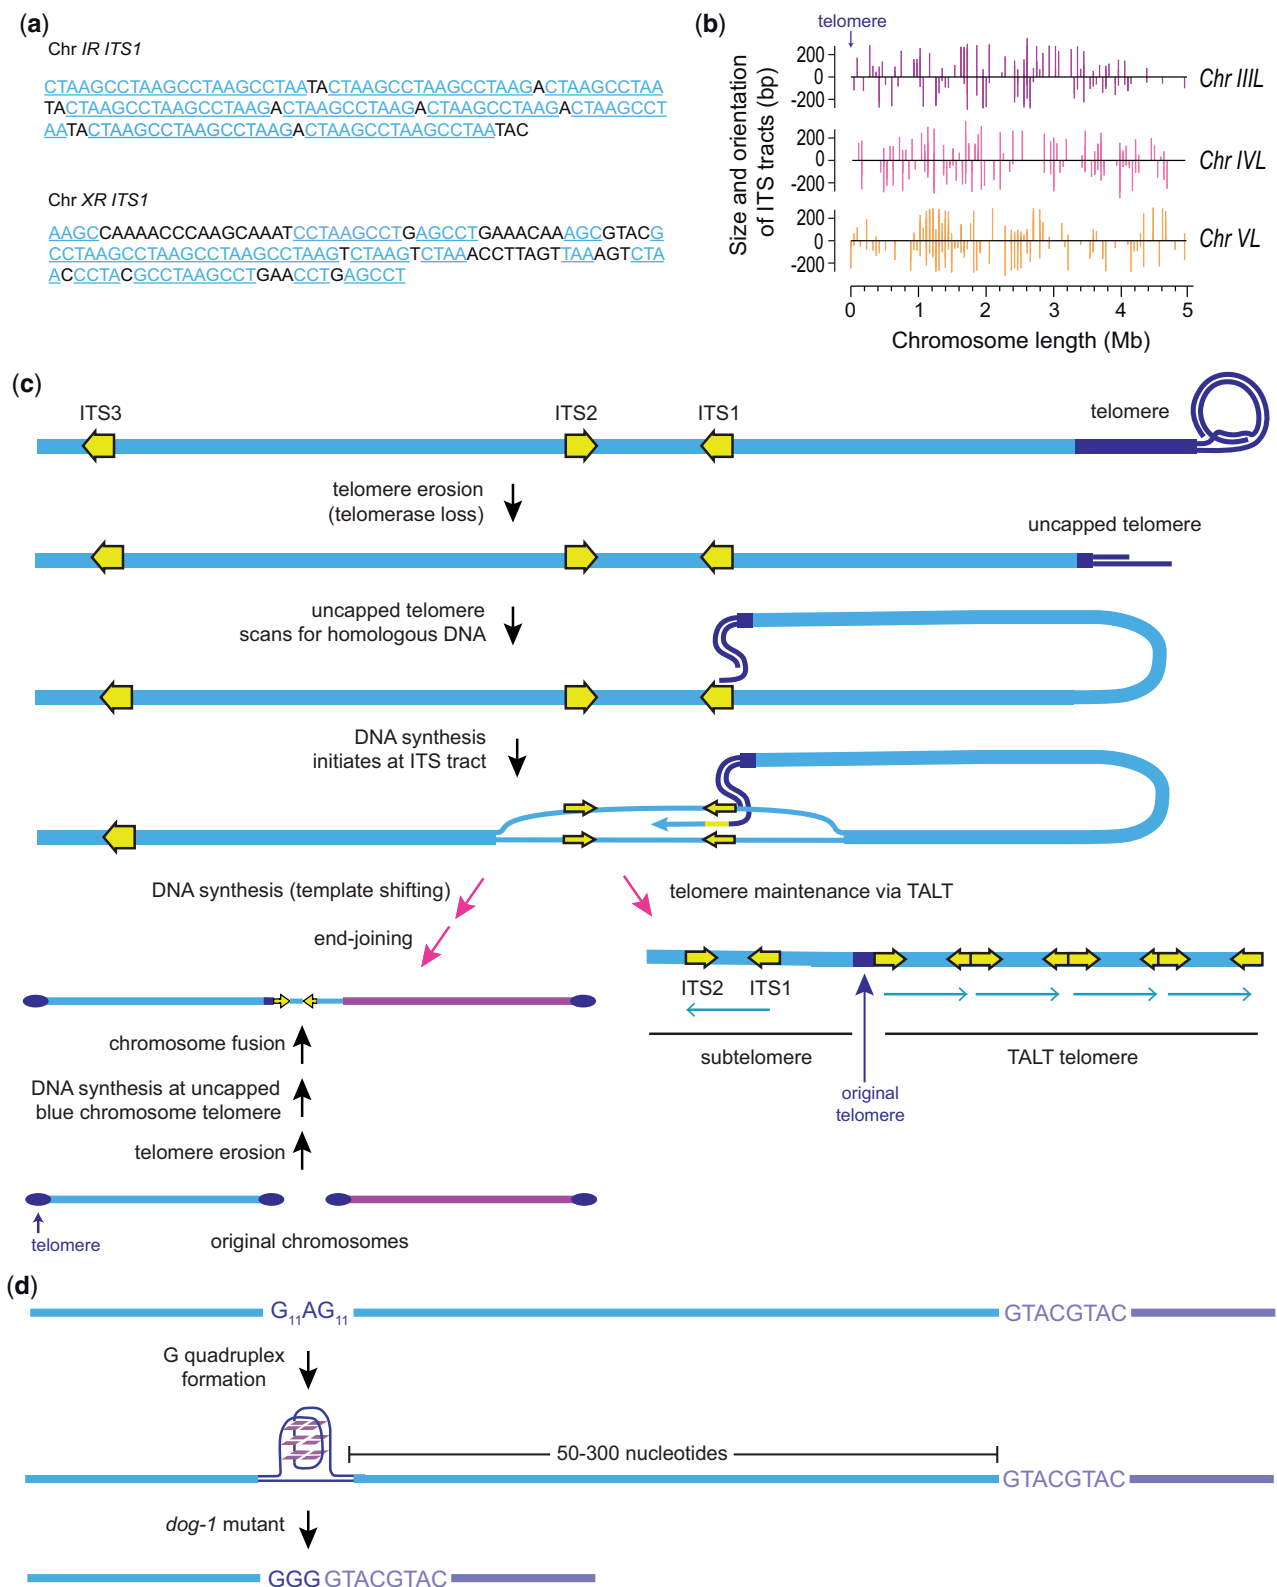 (a)
Chr IR ITS1
CTAAGCCTAAGCCTAAGCCTAATACTAAGCCTAAGCCTAAGACTAAGCCTAA
TACTAAGCCTAAGCCTAAGACTAAGCCTAAGACTAAGCCTAAGACTAAGCCT
AATACTAAGCCTAAGCCTAAGACTAAGCCTAAGCCTAATAC
Chr XR ITS1
AAGCCCAAAACCCAAGCAAATCCTAAGCCTGAGCCTGAAACAAAGCGTACG
CCTAAGCCTAAGCCTAAGCCTAAGTCTAAGTCTAAACCTTAGTTAAAGTCTA
ACCCTACGCCTAAGCCTGAACCTGAGCCT
(b)
telomere
Size and orientation
of ITS tracts (bp)
200
0
-200
Chr IIIL
200
0
-200
Chr IVL
200
0
-200
Chr VL
0 1 2 3 4 5
Chromosome length (Mb)
(c)
ITS3 ITS2 ITS1 telomere
telomere erosion
(telomerase loss)
uncapped telomere
uncapped telomere
scans for homologous DNA
DNA synthesis
initiates at ITS tract
DNA synthesis (template shifting)
telomere maintenance via TALT
end-joining
ITS2 ITS1
chromosome fusion
subtelomere
TALT telomere
DNA synthesis at uncapped
blue chromosome telomere
original
telomere
telomere erosion
telomere
original chromosomes
(d)
G11AG11 GTACGTAC
G quadruplex
formation
50-300 nucleotides
GTACGTAC
dog-1 mutant
GGG GTACGTAC